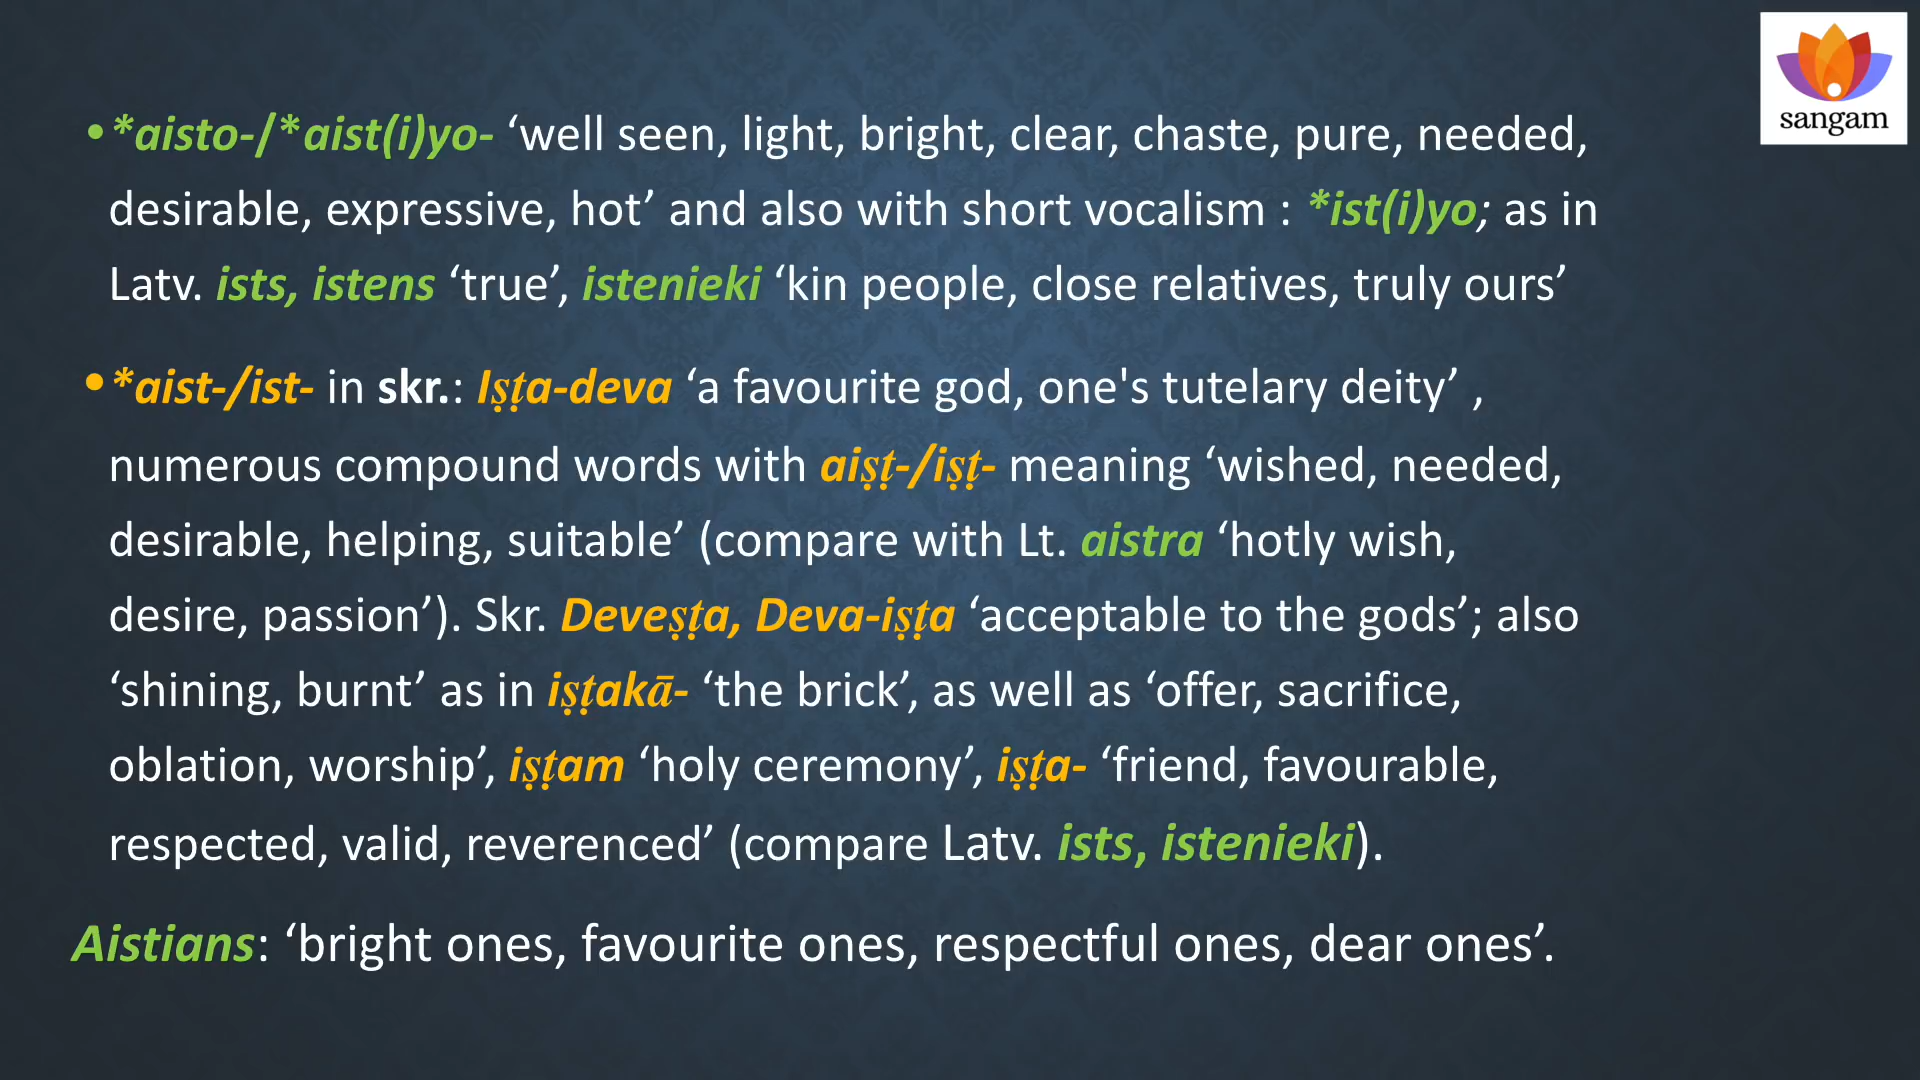 sangam
•*aisto-/*aist(i)yo- ‘well seen, light, bright, clear, chaste, pure, needed,
desirable, expressive, hot’ and also with short vocalism : *ist(i)yo; as in
Latv. ists, istens ‘true’, istenieki ‘kin people, close relatives, truly ours’
•*aist-/ist- in skr.: Iṣṭa-deva ‘a favourite god, one's tutelary deity’ ,
numerous compound words with aiṣṭ-/iṣṭ- meaning ‘wished, needed,
desirable, helping, suitable’ (compare with Lt. aistra ‘hotly wish,
desire, passion’). Skr. Deveṣṭa, Deva-iṣṭa ‘acceptable to the gods’; also
‘shining, burnt’ as in iṣṭakā- ‘the brick’, as well as ‘offer, sacrifice,
oblation, worship’, iṣṭam ‘holy ceremony’, iṣṭa- ‘friend, favourable,
respected, valid, reverenced’ (compare Latv. ists, istenieki).
Aistians: ‘bright ones, favourite ones, respectful ones, dear ones’.